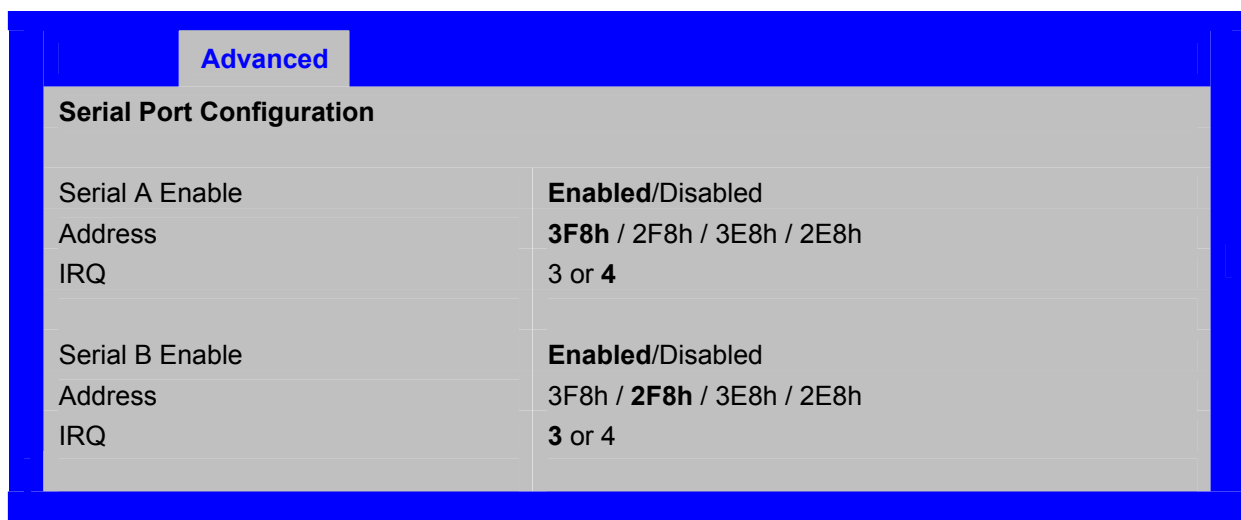 Advanced
Serial Port Configuration
Serial A Enable Enabled/Disabled
Address 3F8h / 2F8h / 3E8h / 2E8h
IRQ 3 or 4
Serial B Enable Enabled/Disabled
Address 3F8h / 2F8h / 3E8h / 2E8h
IRQ 3 or 4